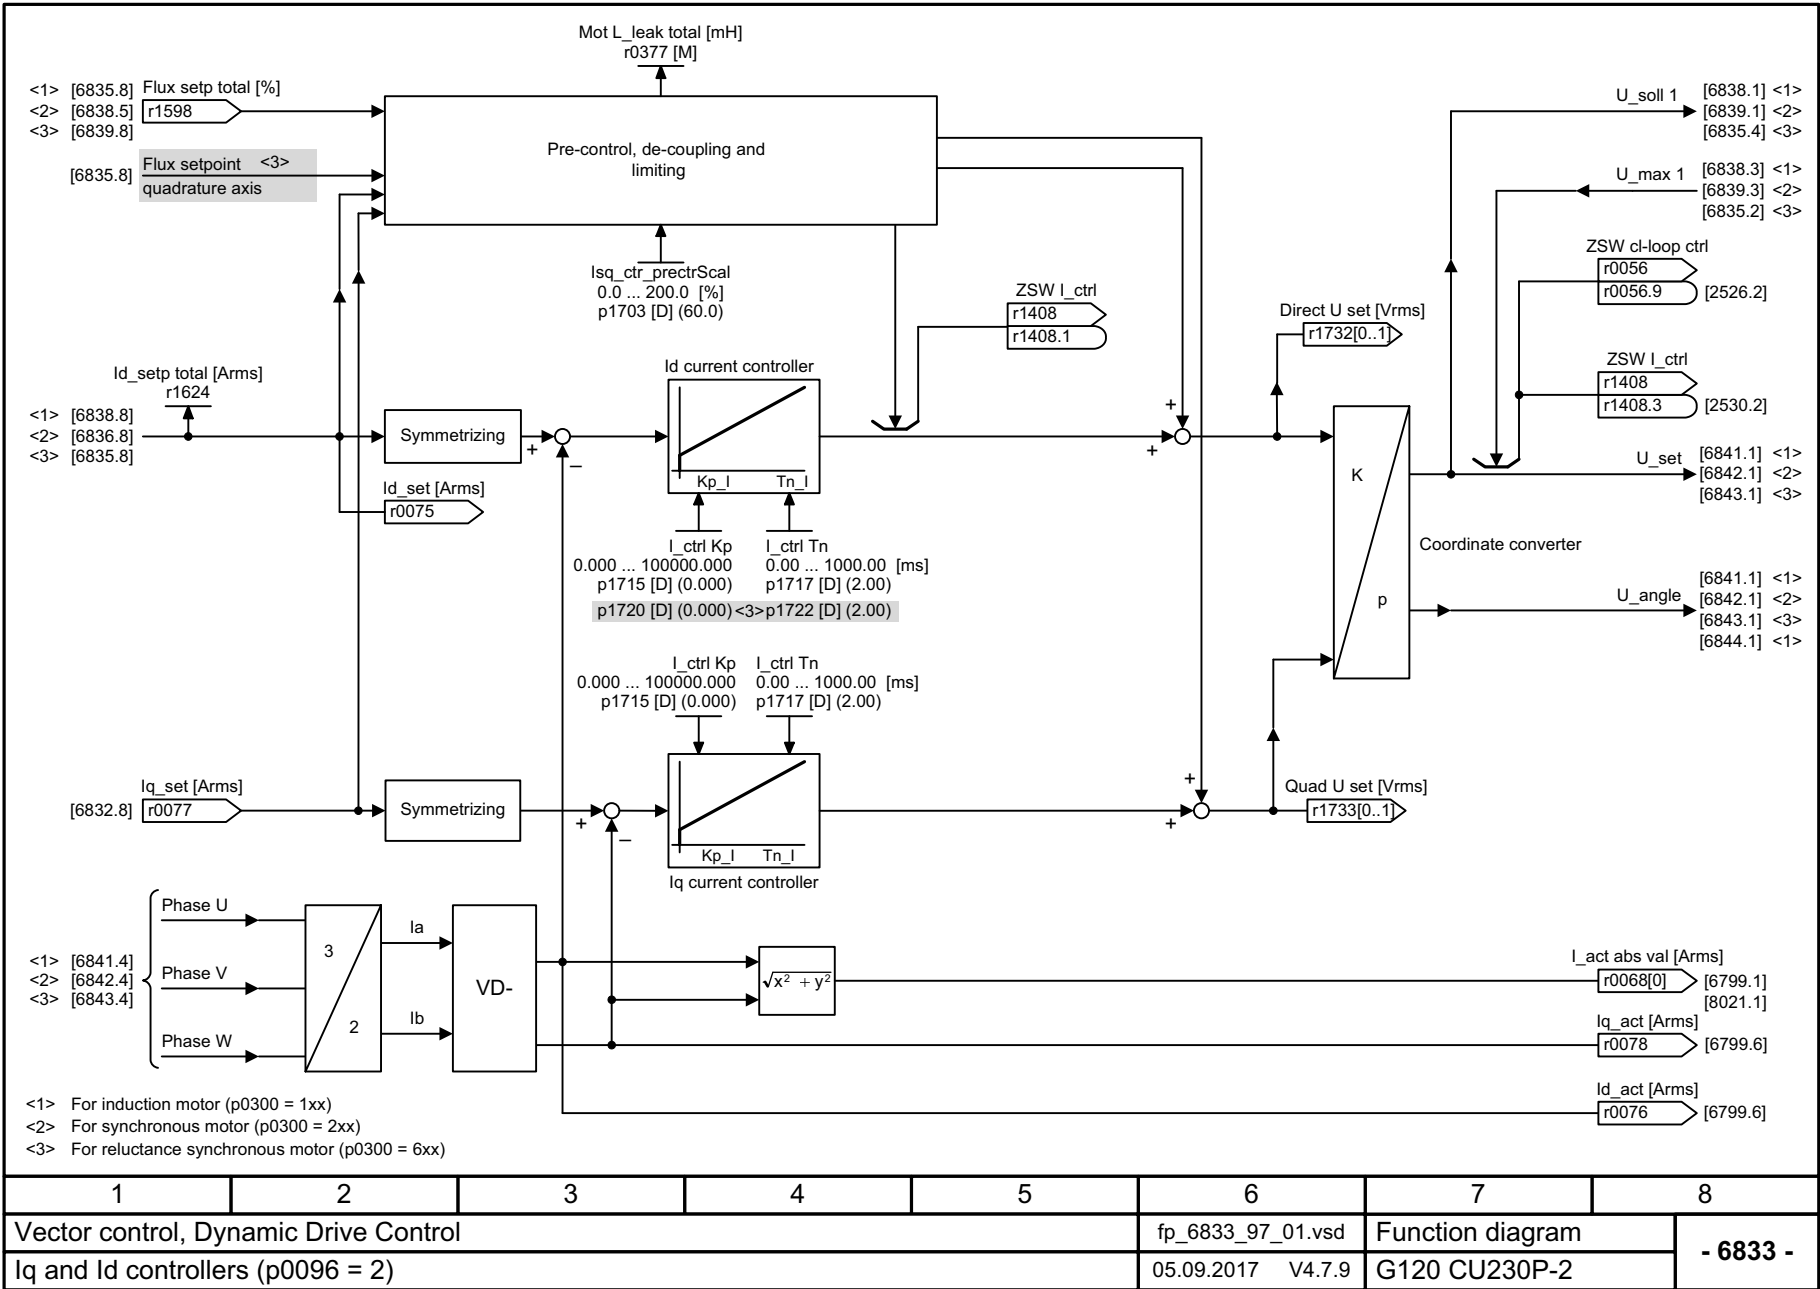 Mot L_leak total [mH]
r0377 [M]
<1> [6835.8] Flux setp total [%]
<2> [6838.5] r1598
<3> [6839.8]
[6835.8] Flux setpoint <3>
quadrature axis
Pre-control, de-coupling and
limiting
U_soll 1 [6838.1] <1>
[6839.1] <2>
[6835.4] <3>
U_max 1 [6838.3] <1>
[6839.3] <2>
[6835.2] <3>
ZSW cl-loop ctrl
r0056
r0056.9 [2526.2]
Isq_ctr_prectrScal
0.0 ... 200.0 [%]
p1703 [D] (60.0)
ZSW I_ctrl
r1408
r1408.1
Direct U set [Vrms]
r1732[0..1]
ZSW I_ctrl
r1408
r1408.3 [2530.2]
Id_setp total [Arms]
r1624
<1> [6838.8]
<2> [6836.8]
<3> [6835.8]
Symmetrizing
+
–
Id current controller
Kp_I Tn_I
+
+
K
p
Coordinate converter
U_set [6841.1] <1>
[6842.1] <2>
[6843.1] <3>
Id_set [Arms]
r0075
I_ctrl Kp I_ctrl Tn
0.000 ... 100000.000 0.00 ... 1000.00 [ms]
p1715 [D] (0.000) p1717 [D] (2.00)
p1720 [D] (0.000) <3> p1722 [D] (2.00)
U_angle [6841.1] <1>
[6842.1] <2>
[6843.1] <3>
[6844.1] <1>
I_ctrl Kp I_ctrl Tn
0.000 ... 100000.000 0.00 ... 1000.00 [ms]
p1715 [D] (0.000) p1717 [D] (2.00)
Iq_set [Arms]
[6832.8] r0077
Symmetrizing
+
–
Kp_I Tn_I
Iq current controller
+
+
Quad U set [Vrms]
r1733[0..1]
Phase U
Phase V
Phase W
<1> [6841.4]
<2> [6842.4]
<3> [6843.4]
3
2
Ia
Ib
VD-
√x² + y²
I_act abs val [Arms]
r0068[0] [6799.1]
[8021.1]
Iq_act [Arms]
r0078 [6799.6]
Id_act [Arms]
r0076 [6799.6]
<1> For induction motor (p0300 = 1xx)
<2> For synchronous motor (p0300 = 2xx)
<3> For reluctance synchronous motor (p0300 = 6xx)
1 2 3 4 5 6 7 8
Vector control, Dynamic Drive Control fp_6833_97_01.vsd Function diagram - 6833 -
Iq and Id controllers (p0096 = 2) 05.09.2017 V4.7.9 G120 CU230P-2